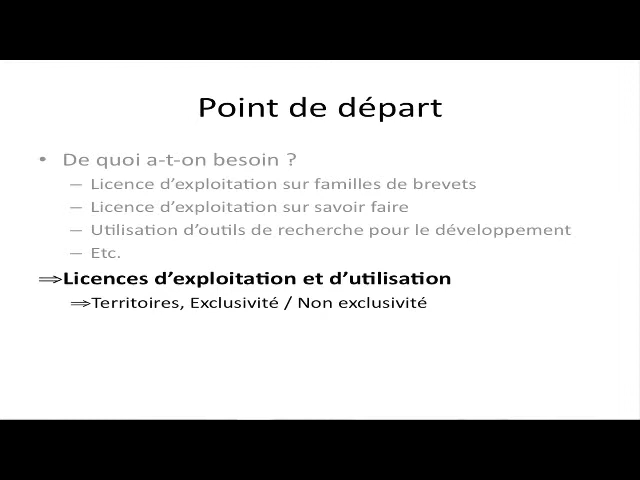 Point de départ
• De quoi a-t-on besoin ?
– Licence d’exploitation sur familles de brevets
– Licence d’exploitation sur savoir faire
– Utilisation d’outils de recherche pour le développement
– Etc.
⇒Licences d’exploitation et d’utilisation
⇒Territoires, Exclusivité / Non exclusivité